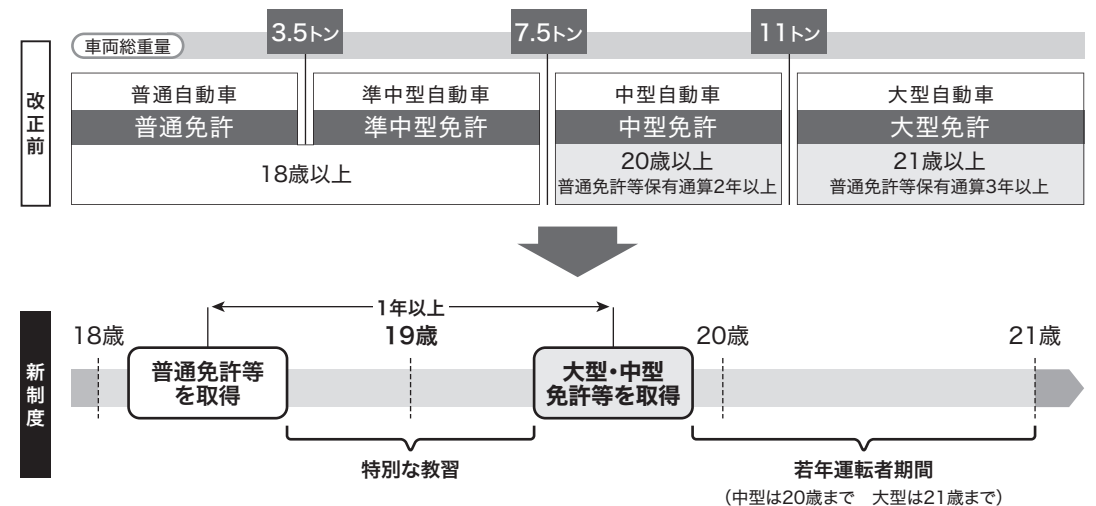 改正前
車両総重量
3.5トン
7.5トン
11トン
普通自動車
普通免許
準中型自動車
準中型免許
18歳以上
中型自動車
中型免許
20歳以上
普通免許等保有通算2年以上
大型自動車
大型免許
21歳以上
普通免許等保有通算3年以上
新制度
1年以上
18歳
19歳
20歳
21歳
普通免許等
を取得
大型・中型
免許等を取得
特別な教習
若年運転者期間
（中型は20歳まで　大型は21歳まで）